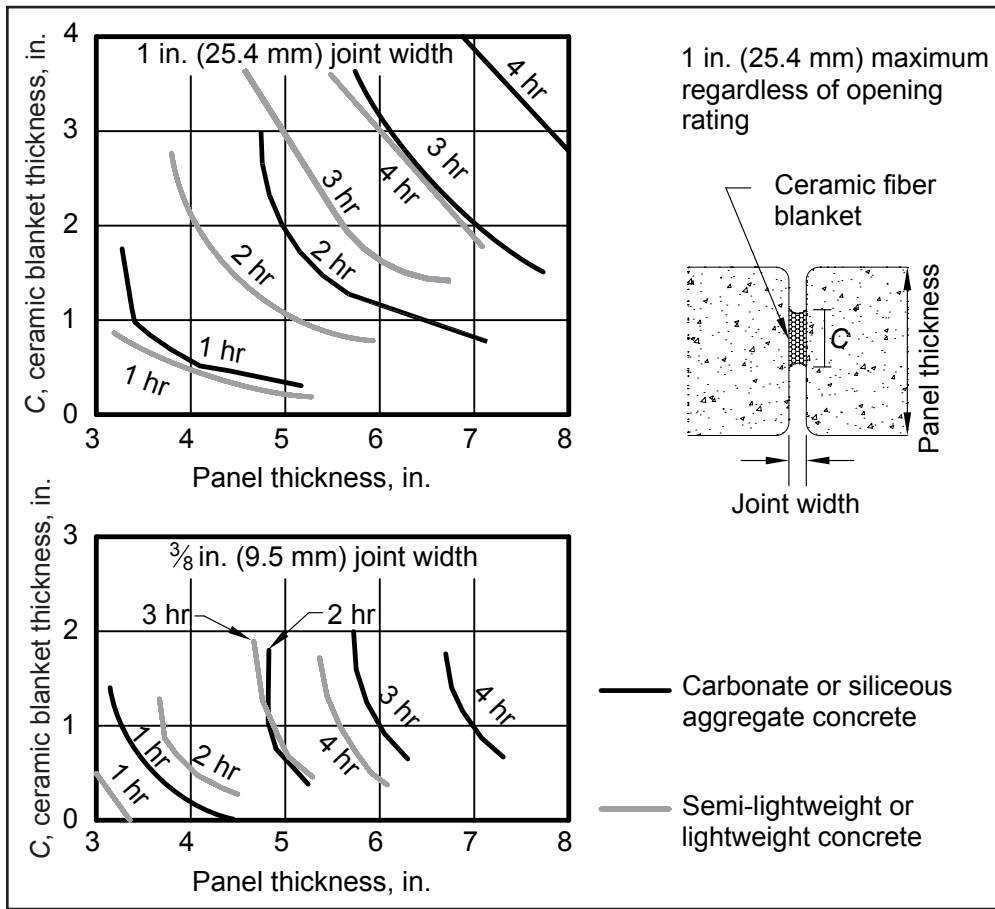 C, ceramic blanket thickness, in.
4
3
2
1
0
1 in. (25.4 mm) joint width
4 hr
3 hr
4 hr
3 hr
2 hr
2 hr
1 hr
1 hr
3 4 5 6 7 8
Panel thickness, in.
1 in. (25.4 mm) maximum
regardless of opening
rating
Ceramic fiber
blanket
C
Panel thickness
Joint width
C, ceramic blanket thickness, in.
3
2
1
0
⅜ in. (9.5 mm) joint width
3 hr
2 hr
1 hr
1 hr
2 hr
4 hr
3 hr
4 hr
3 4 5 6 7 8
Panel thickness, in.
Carbonate or siliceous
aggregate concrete
Semi-lightweight or
lightweight concrete